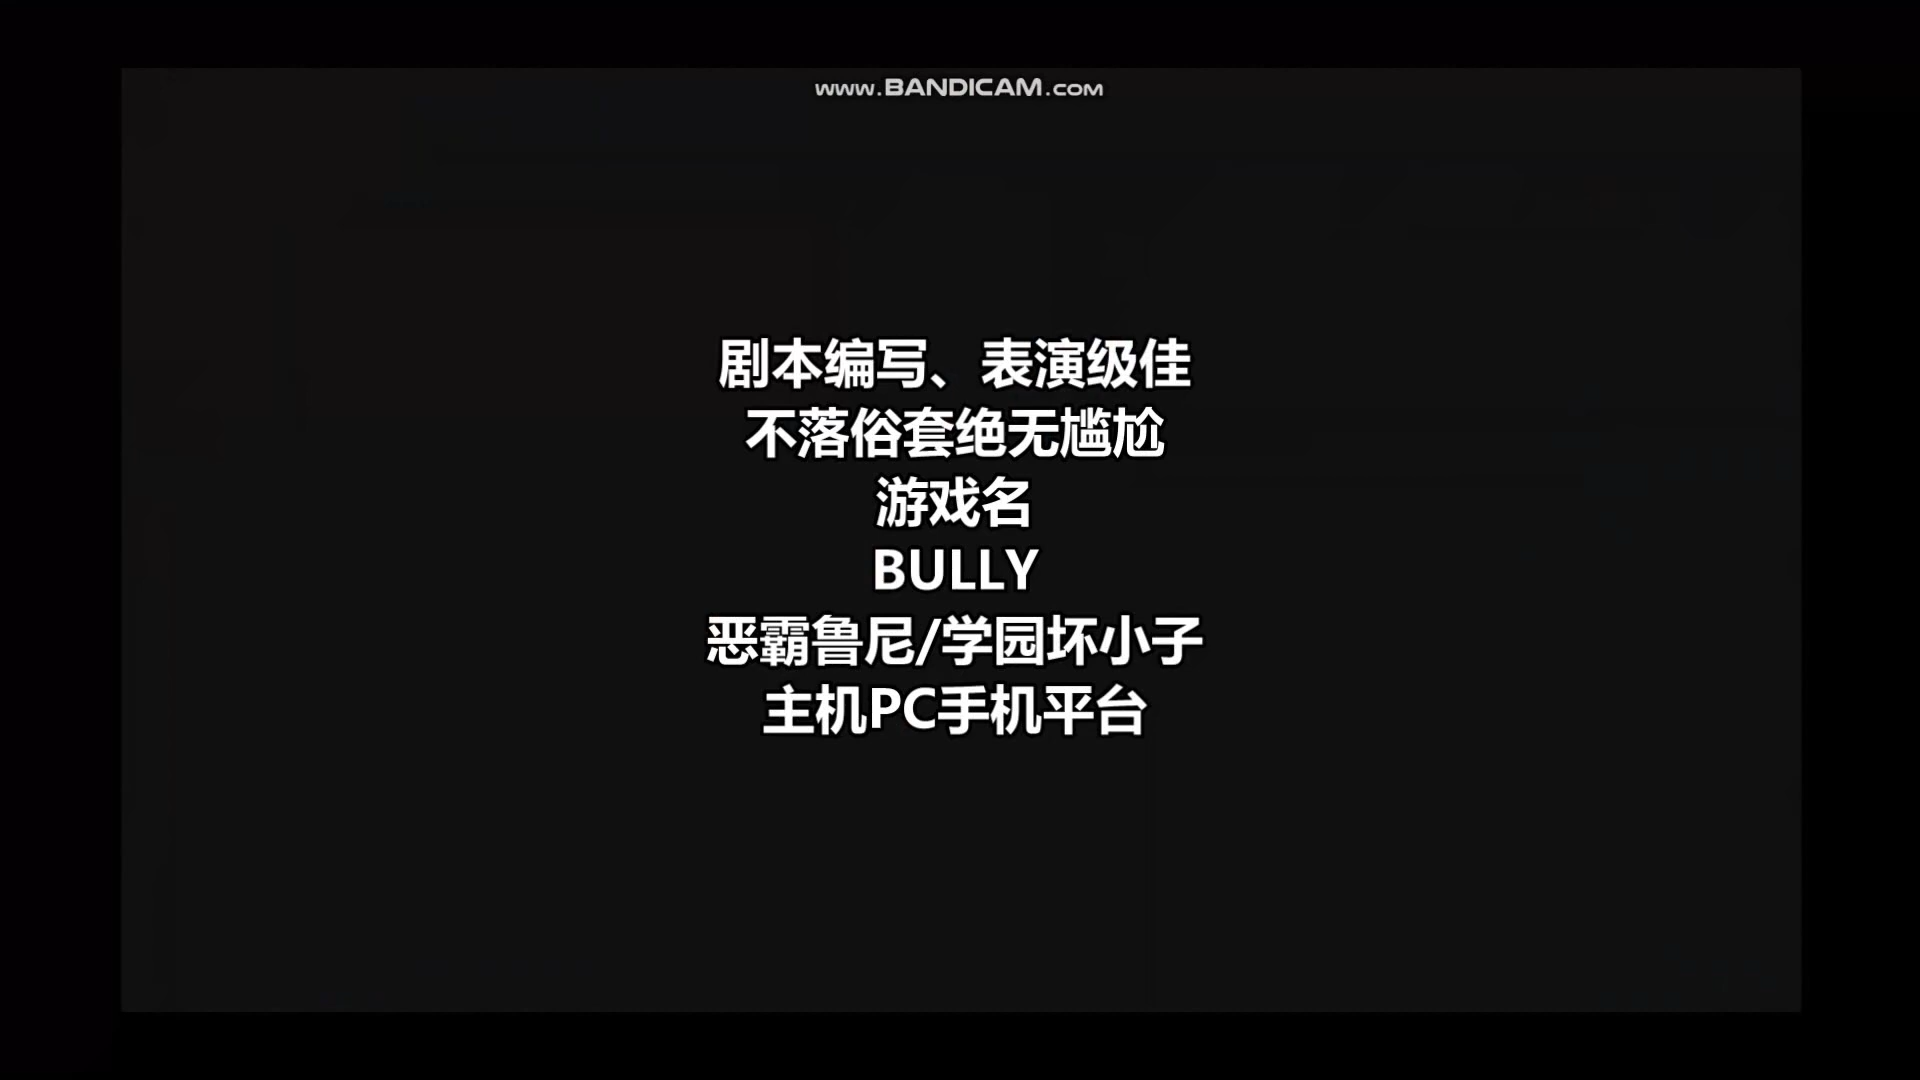 www.BANDICAM.com
剧本编写、表演级佳
不落俗套绝无尴尬
游戏名
BULLY
恶霸鲁尼/学园坏小子
主机PC手机平台